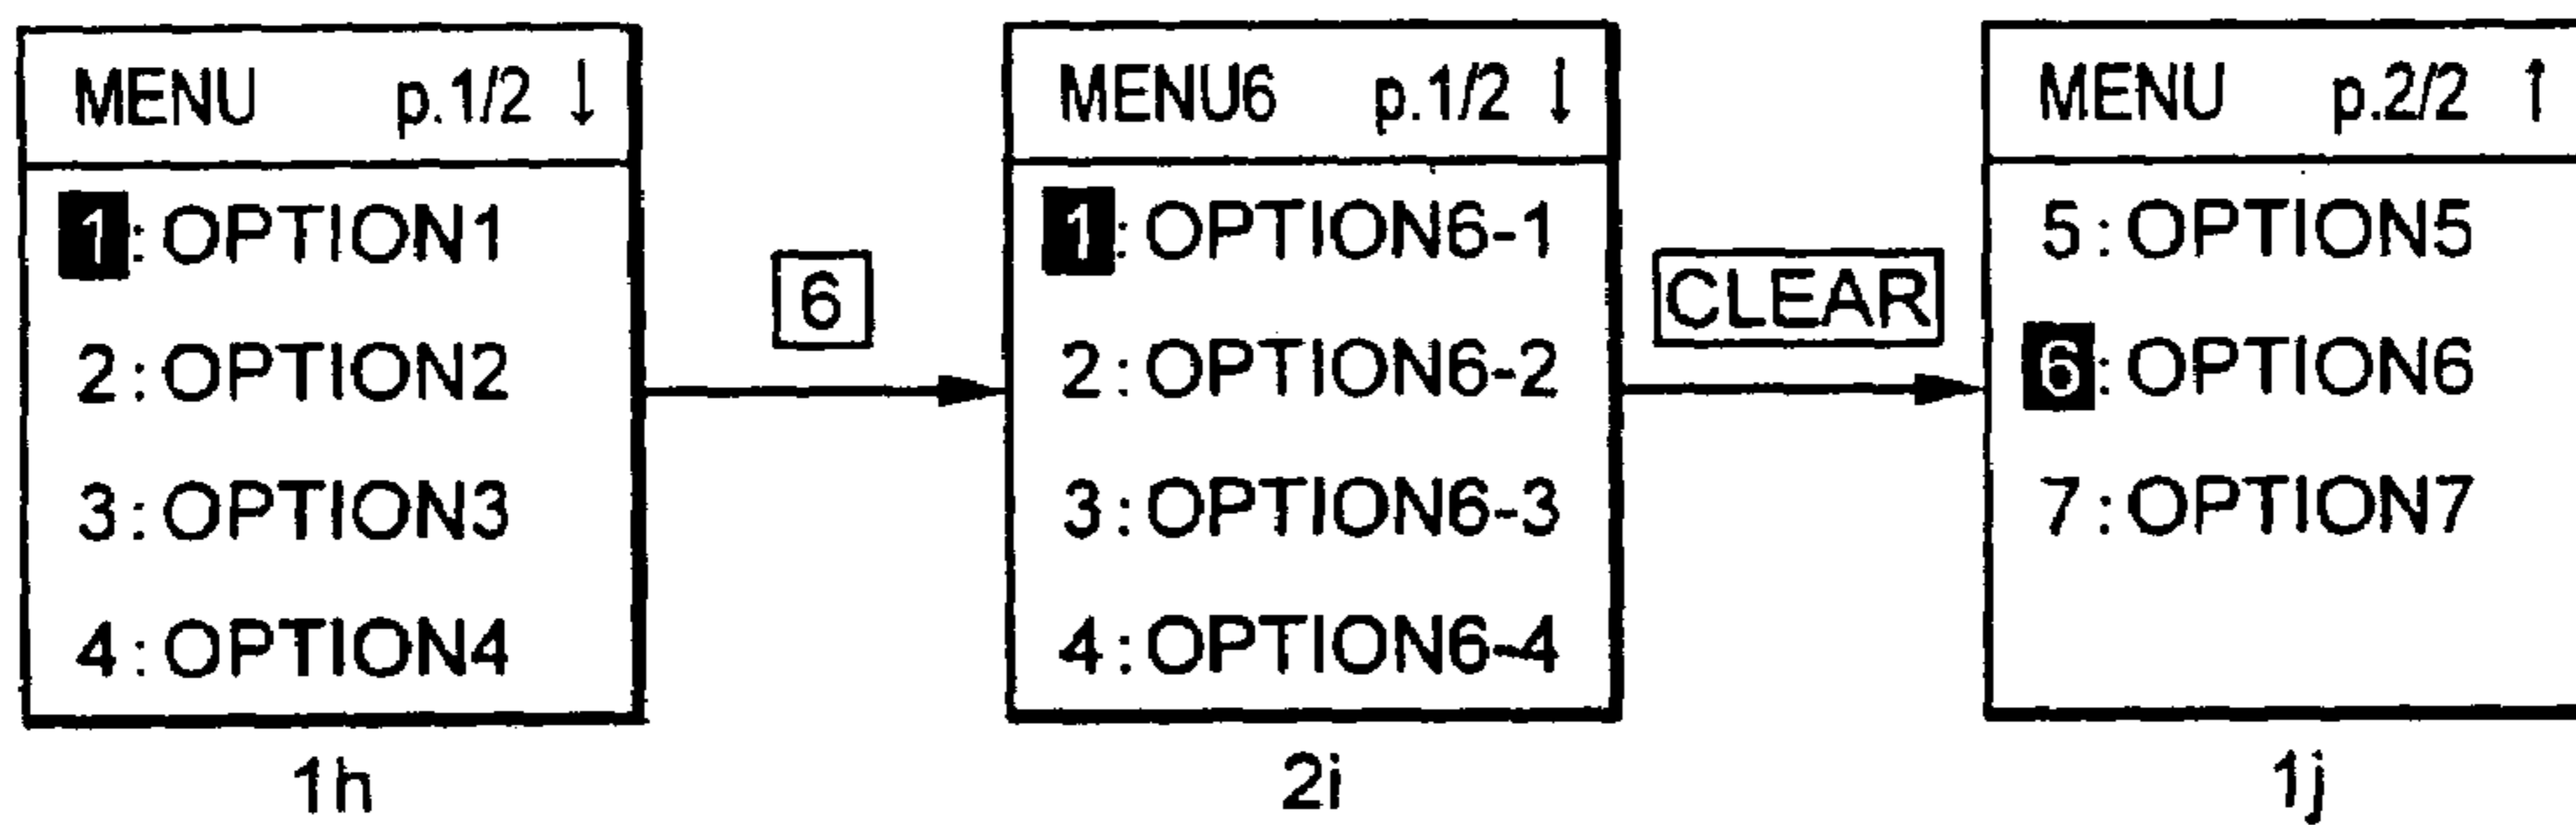 MENU p.1/2 ↓
1:OPTION1
2:OPTION2
3:OPTION3
4:OPTION4
1h
6
MENU6 p.1/2 ↓
1:OPTION6-1
2:OPTION6-2
3:OPTION6-3
4:OPTION6-4
2i
CLEAR
MENU p.2/2 ↑
5:OPTION5
6:OPTION6
7:OPTION7
1j